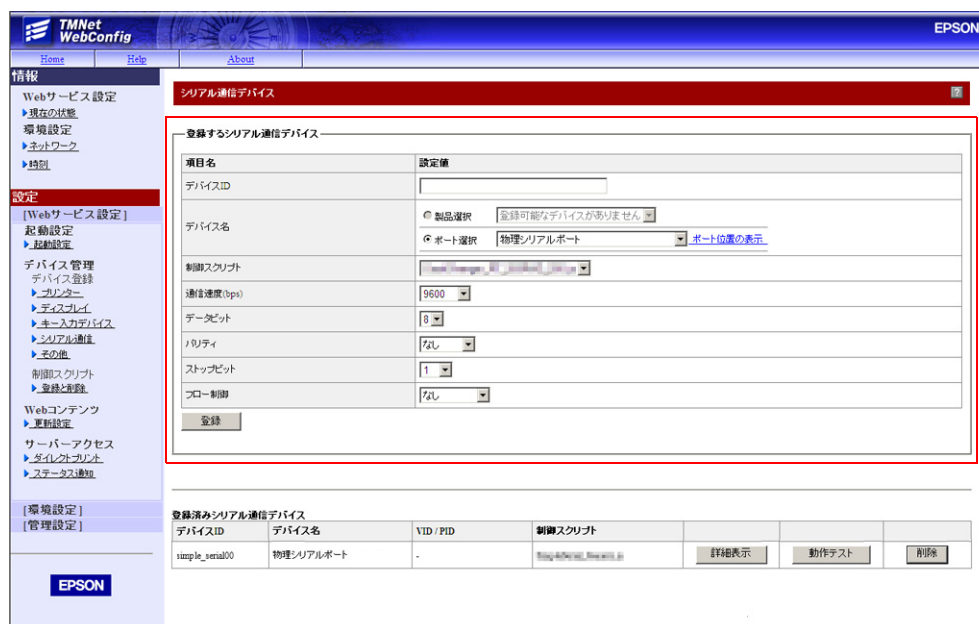 TMNet
WebConfig
EPSON
Home Help About
情報
Webサービス設定
現在の状態
環境設定
ネットワーク
時刻
設定
[Webサービス設定]
起動設定
起動設定
デバイス管理
デバイス登録
プリンター
ディスプレイ
キー入力デバイス
シリアル通信
その他
制御スクリプト
登録と削除
Webコンテンツ
更新設定
サーバーアクセス
ダイレクトプリント
ステータス通知
[環境設定]
[管理設定]
EPSON
シリアル通信デバイス ?
登録するシリアル通信デバイス
項目名 設定値
デバイスID
デバイス名
製品選択 登録可能なデバイスがありません
ポート選択 物理シリアルポート ポート位置の表示
制御スクリプト
通信速度(bps) 9600
データビット 8
パリティ なし
ストップビット 1
フロー制御 なし
登録
登録済みシリアル通信デバイス
デバイスID デバイス名 VID / PID 制御スクリプト
simple_serial00 物理シリアルポート - 詳細表示 動作テスト 削除